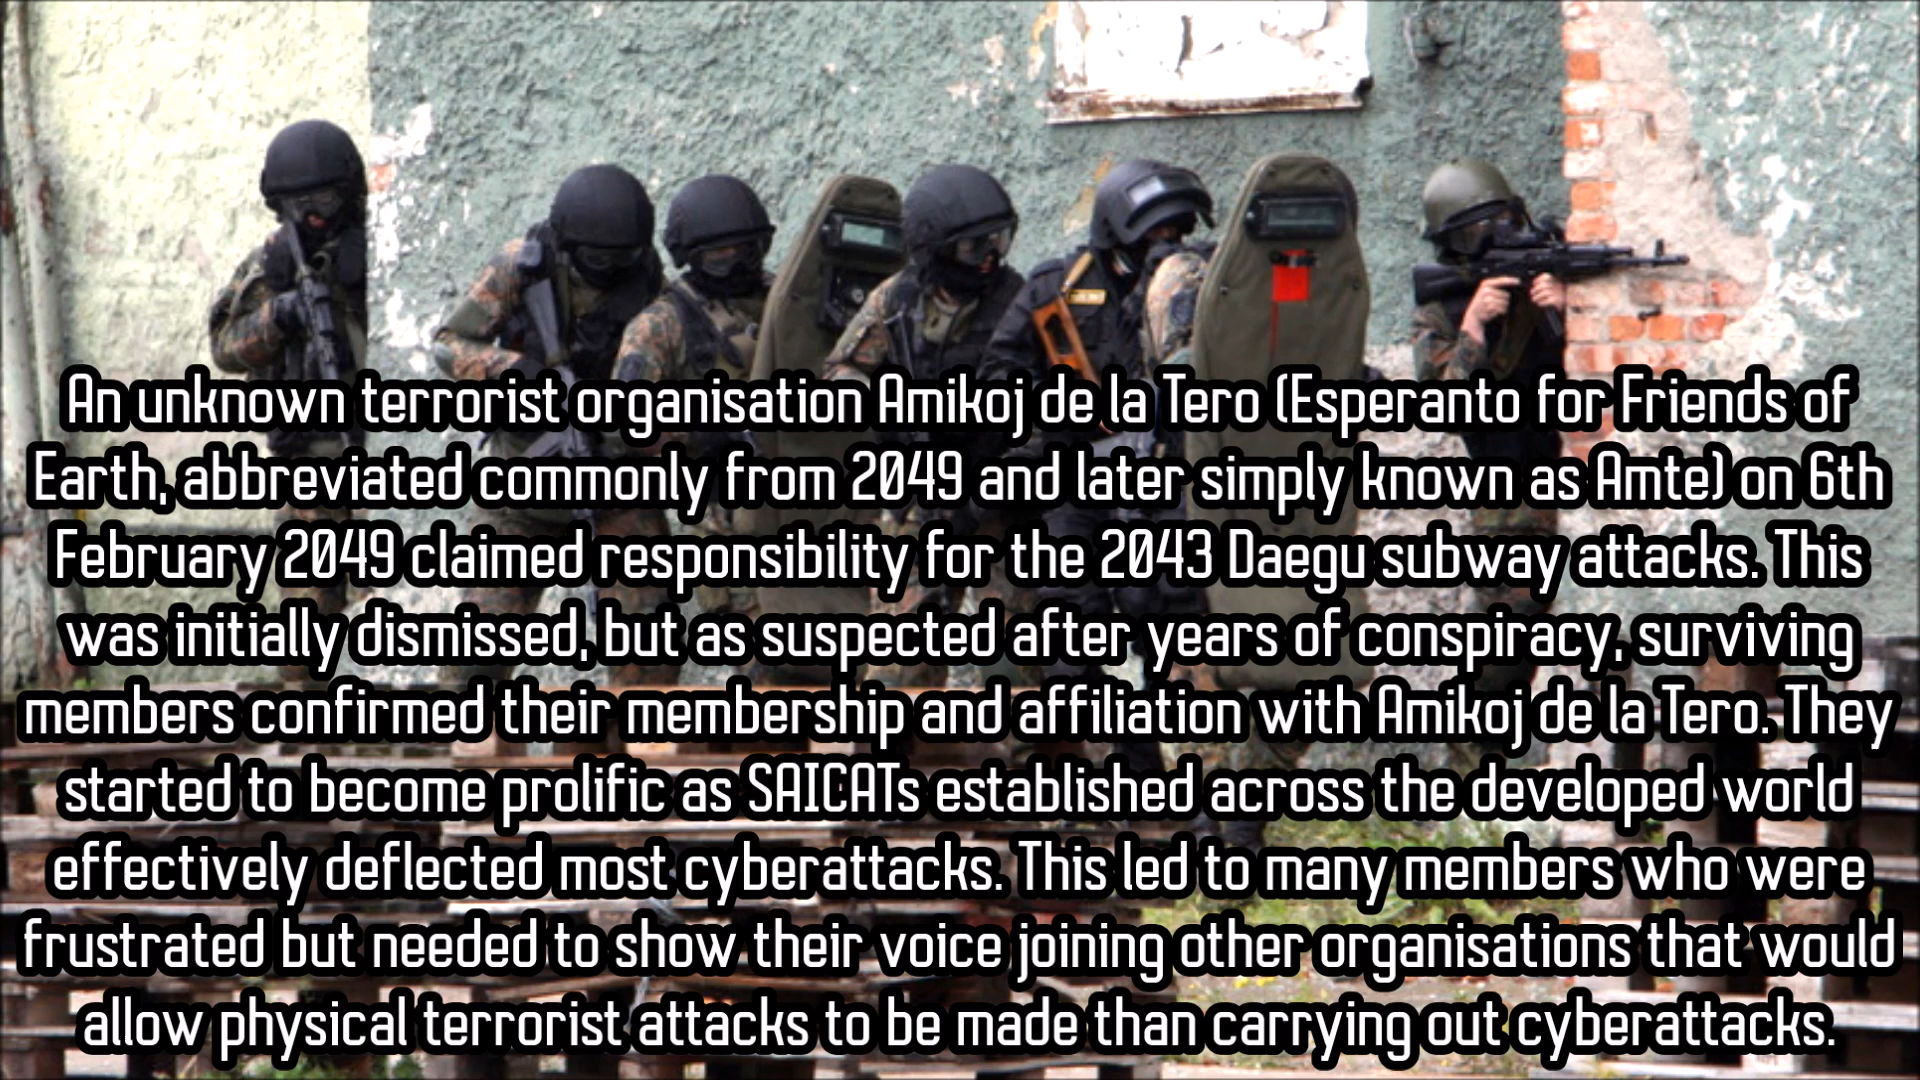 An unknown terrorist organisation Amikoj de la Tero (Esperanto for Friends of
Earth, abbreviated commonly from 2049 and later simply known as Amte) on 6th
February 2049 claimed responsibility for the 2043 Daegu subway attacks. This
was initially dismissed, but as suspected after years of conspiracy, surviving
members confirmed their membership and affiliation with Amikoj de la Tero. They
started to become prolific as SAICATs established across the developed world
effectively deflected most cyberattacks. This led to many members who were
frustrated but needed to show their voice joining other organisations that would
allow physical terrorist attacks to be made than carrying out cyberattacks.